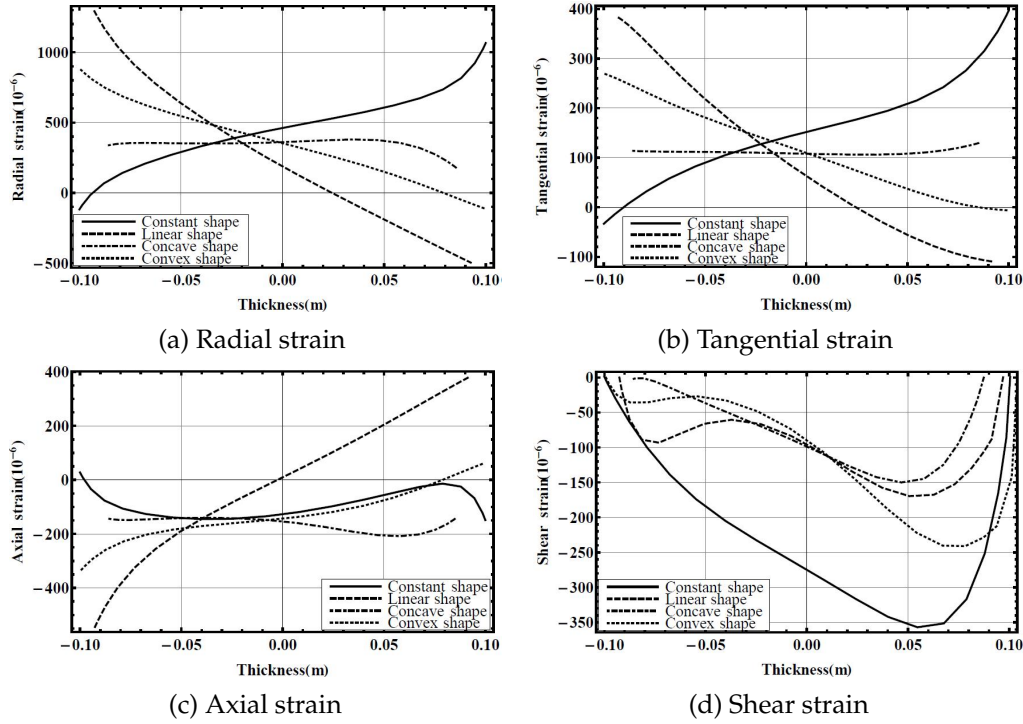 Radial strain(10⁻⁶)
1000
500
0
−500
Constant shape
Linear shape
Concave shape
Convex shape
−0.10 −0.05 0.00 0.05 0.10
Thickness(m)
(a) Radial strain
Tangential strain(10⁻⁶)
400
300
200
100
0
−100
Constant shape
Linear shape
Concave shape
Convex shape
−0.10 −0.05 0.00 0.05 0.10
Thickness(m)
(b) Tangential strain
Axial strain(10⁻⁶)
400
200
0
−200
−400
Constant shape
Linear shape
Concave shape
Convex shape
−0.10 −0.05 0.00 0.05 0.10
Thickness(m)
(c) Axial strain
Shear strain(10⁻⁶)
0
−50
−100
−150
−200
−250
−300
−350
Constant shape
Linear shape
Concave shape
Convex shape
−0.10 −0.05 0.00 0.05 0.10
Thickness(m)
(d) Shear strain